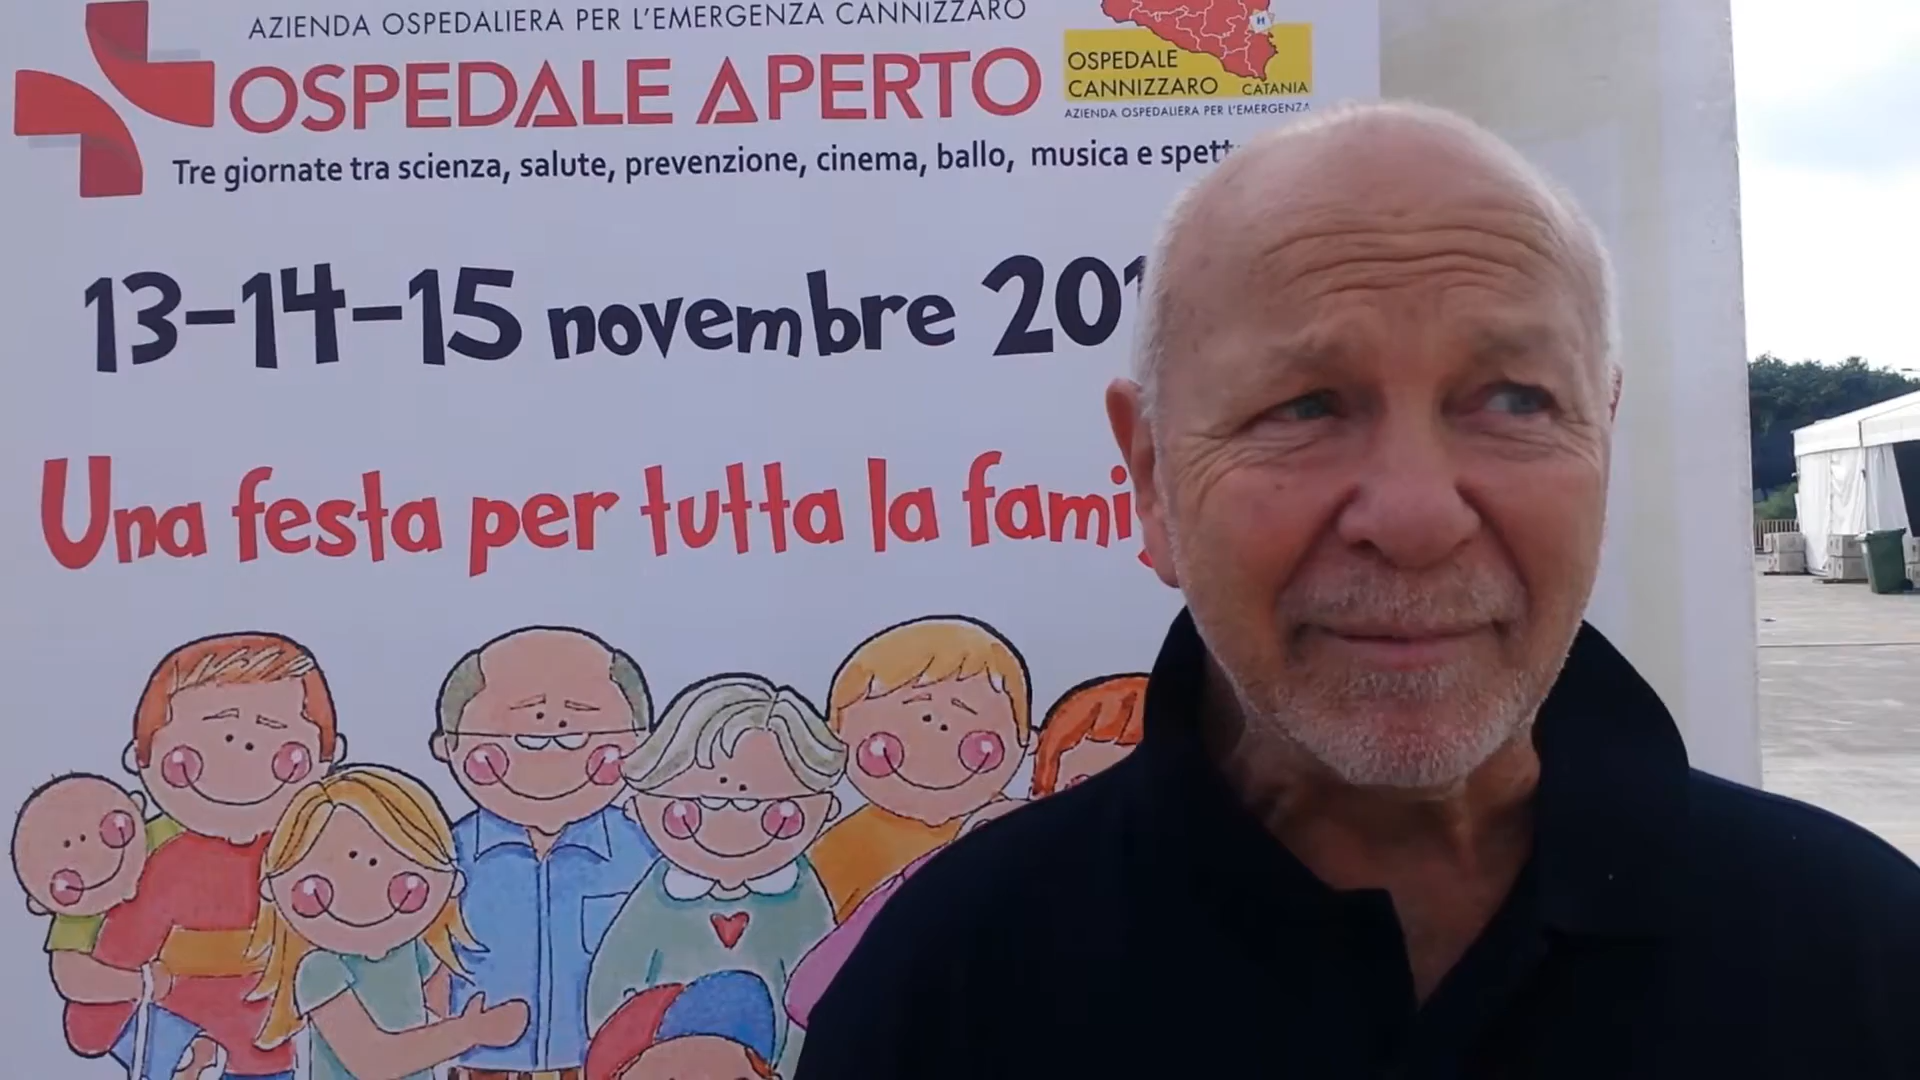 AZIENDA OSPEDALIERA PER L'EMERGENZA CANNIZZARO
OSPEDALE APERTO
Tre giornate tra scienza, salute, prevenzione, cinema, ballo, musica e
OSPEDALE
CANNIZZARO CATANIA
AZIENDA OSPEDALIERA PER L'EMERGENZA
H
13-14-15 novembre
Una festa per tutta la